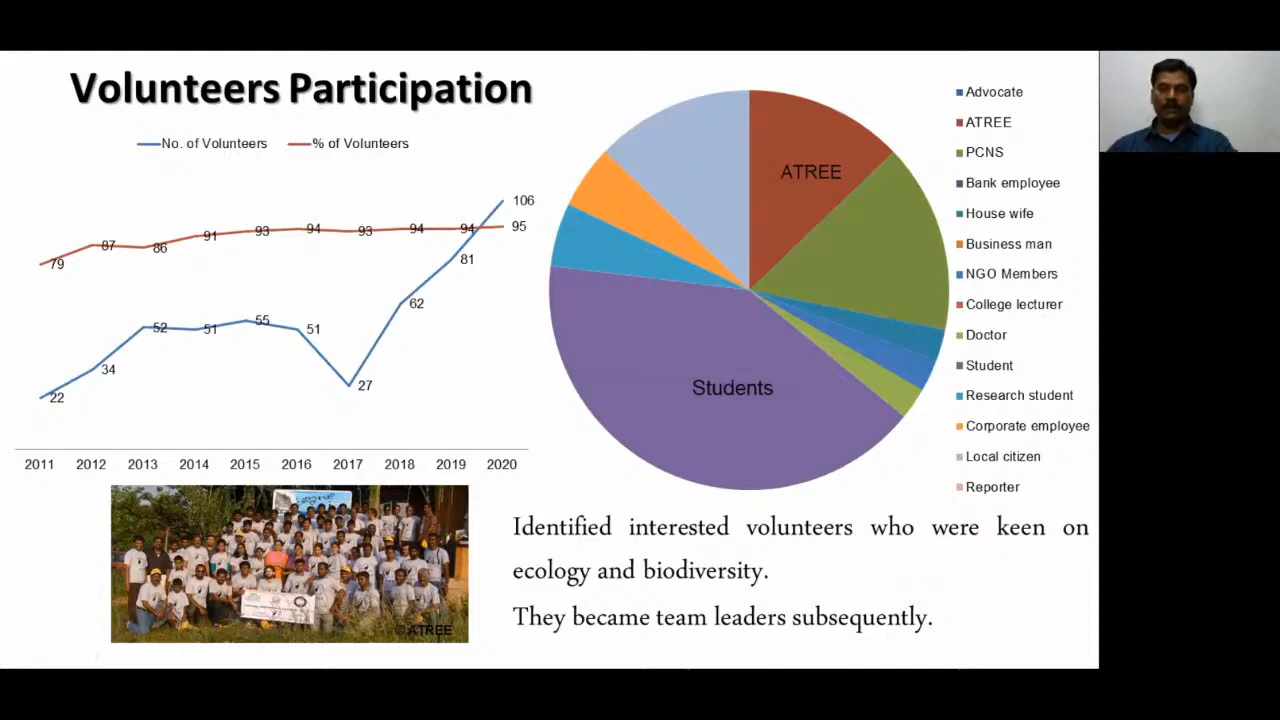 Volunteers Participation
No. of Volunteers
% of Volunteers
106
95
94
81
94
62
93
27
94
51
93
55
91
51
86
52
87
34
79
22
2011 2012 2013 2014 2015 2016 2017 2018 2019 2020
© ATREE
ATREE
Students
Advocate
ATREE
PCNS
Bank employee
House wife
Business man
NGO Members
College lecturer
Doctor
Student
Research student
Corporate employee
Local citizen
Reporter
Identified interested volunteers who were keen on
ecology and biodiversity.
They became team leaders subsequently.